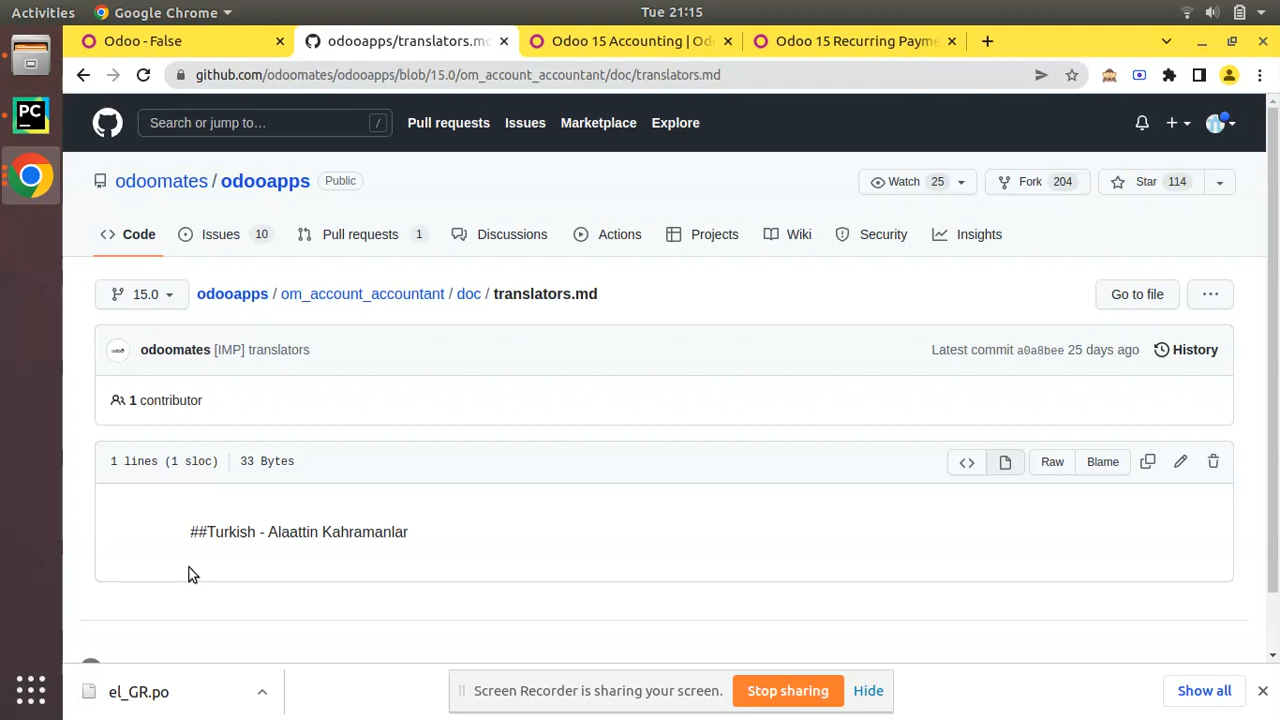 Activities
Google Chrome
Tue 21:15
Odoo - False
odooapps/translators.m
Odoo 15 Accounting | Od
Odoo 15 Recurring Payme
github.com/odoomates/odooapps/blob/15.0/om_account_accountant/doc/translators.md
PC
Search or jump to…
/
Pull requests
Issues
Marketplace
Explore
odoomates / odooapps
Public
Watch 25
Fork 204
Star 114
Code
Issues 10
Pull requests 1
Discussions
Actions
Projects
Wiki
Security
Insights
15.0
odooapps / om_account_accountant / doc / translators.md
Go to file
odoomates [IMP] translators
Latest commit a0a8bee 25 days ago
History
1 contributor
1 lines (1 sloc)
33 Bytes
Raw
Blame
##Turkish - Alaattin Kahramanlar
el_GR.po
Screen Recorder is sharing your screen.
Stop sharing
Hide
Show all